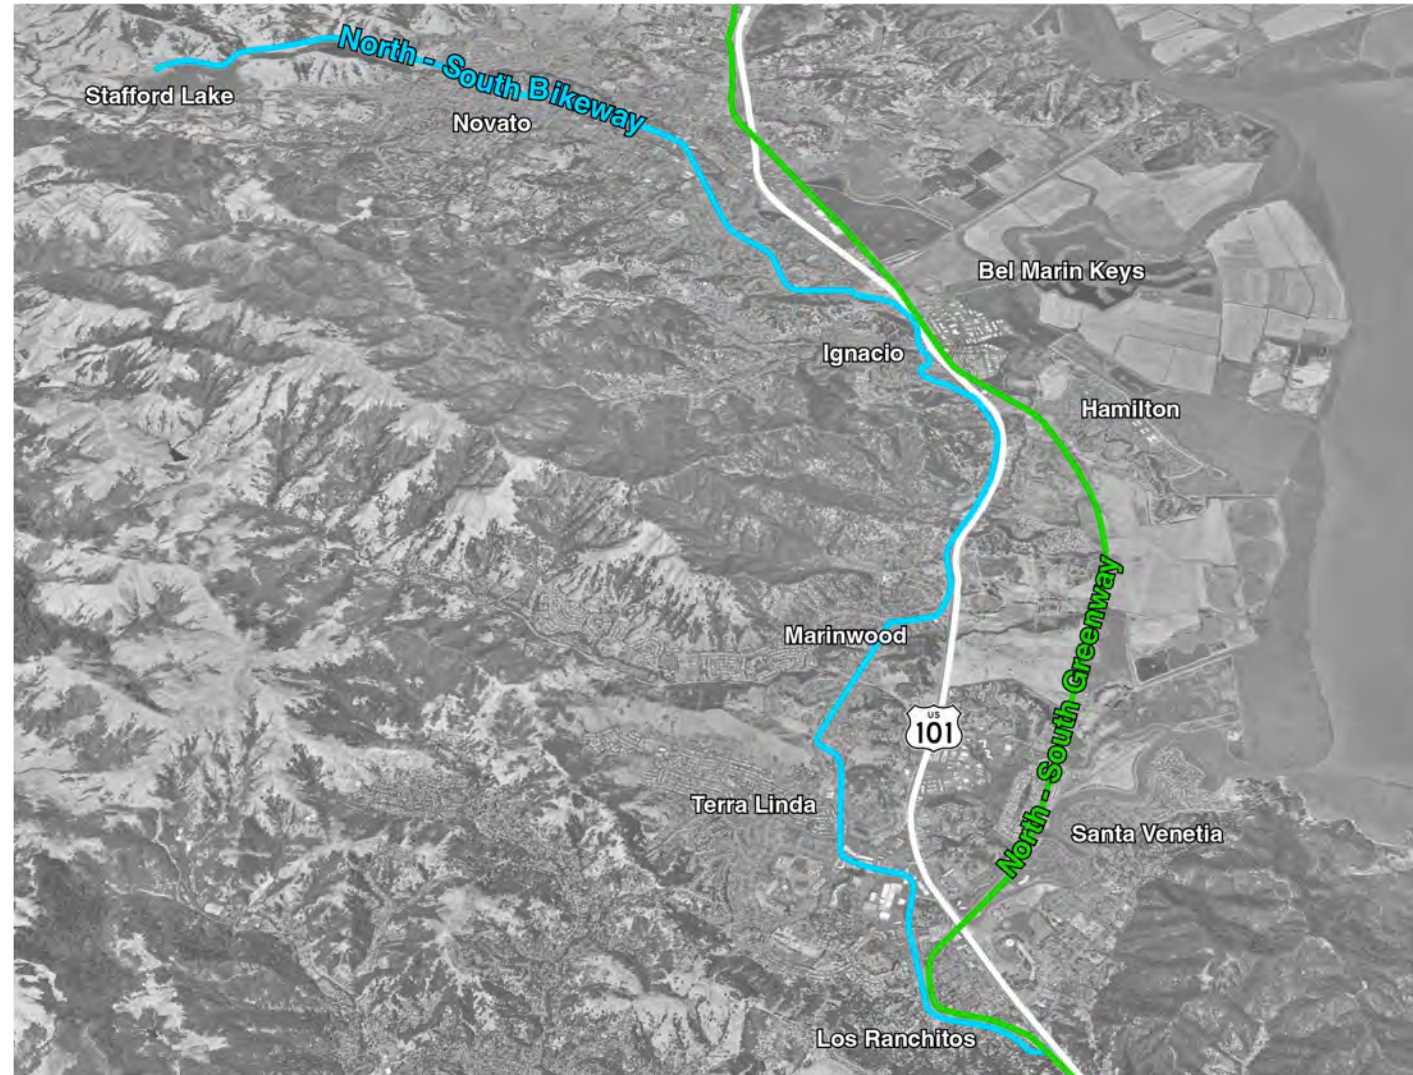 North - South Bikeway
Stafford Lake
Novato
Bel Marin Keys
Ignacio
Hamilton
North - South Greenway
Marinwood
US
101
Terra Linda
Santa Venetia
Los Ranchitos